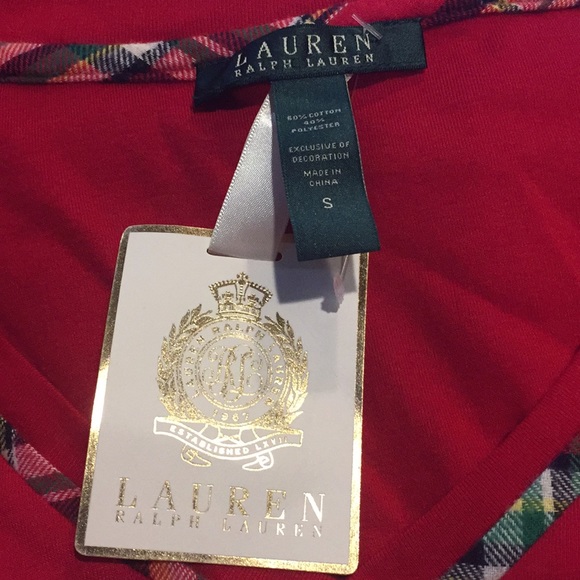 LAUREN
RALPH LAUREN
60% COTTON
40%
POLYESTER
EXCLUSIVE OF
DECORATION
MADE IN
CHINA
S
LAUREN RALPH LAUREN
RLL
1967
ESTABLISHED LXVII
LAUREN
RALPH LAUREN